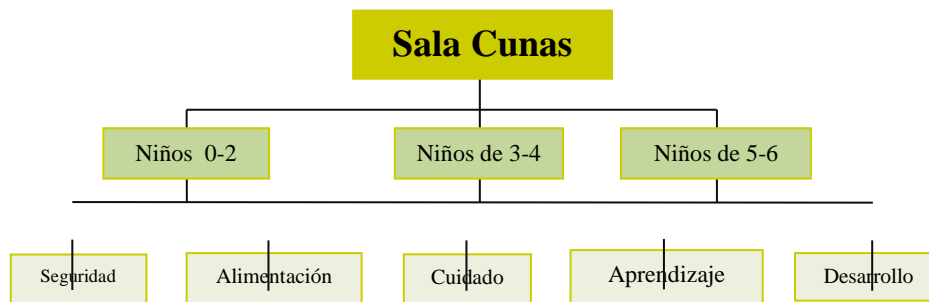 Sala Cunas
Niños 0-2
Niños de 3-4
Niños de 5-6
Seguridad
Alimentación
Cuidado
Aprendizaje
Desarrollo